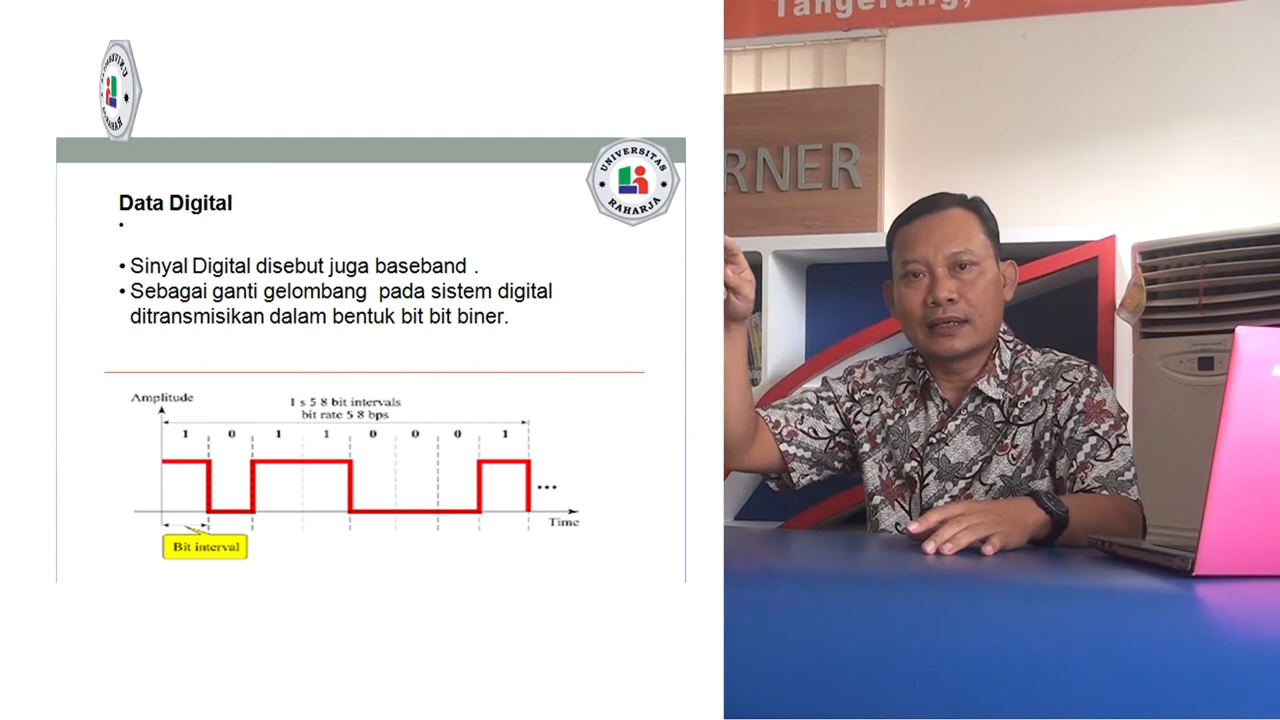 UNIVERSITAS
RAHARJA
Data Digital
•
• Sinyal Digital disebut juga baseband .
• Sebagai ganti gelombang pada sistem digital
ditransmisikan dalam bentuk bit bit biner.
Amplitude
1 s 5 8 bit intervals
bit rate 5 8 bps
1 0 1 1 0 0 0 1
...
Time
Bit interval
Tangerang,
RNER